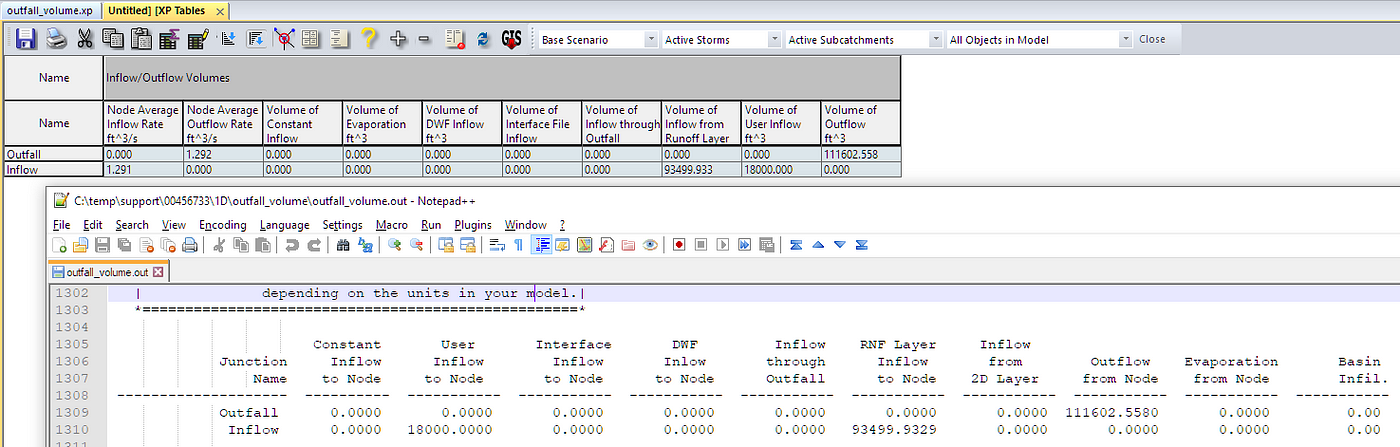 outfall_volume.xp Untitled] [XP Tables ×
GIS Base Scenario Active Storms Active Subcatchments All Objects in Model Close
Name Inflow/Outflow Volumes
Name Node Average Inflow Rate ft^3/s Node Average Outflow Rate ft^3/s Volume of Constant Inflow Volume of Evaporation ft^3 Volume of DWF Inflow ft^3 Volume of Interface File Inflow Volume of Inflow through Outfall Volume of Inflow from Runoff Layer Volume of User Inflow ft^3 Volume of Outflow ft^3
Outfall 0.000 1.292 0.000 0.000 0.000 0.000 0.000 0.000 0.000 111602.558
Inflow 1.291 0.000 0.000 0.000 0.000 0.000 0.000 93499.933 18000.000 0.000
C:\temp\support\00456733\1D\outfall_volume\outfall_volume.out - Notepad++
File Edit Search View Encoding Language Settings Macro Run Plugins Window ?
outfall_volume.out
1302 | depending on the units in your model.|
1303 *===================================================*
1304
1305 Constant User Interface DWF Inflow RNF Layer Inflow
1306 Junction Inflow Inflow Inflow Inflow through Inflow from Outflow Evaporation Basin
1307 Name to Node to Node to Node to Node Outfall to Node 2D Layer from Node from Node Infil.
1308 -------------------- ----------- ----------- ----------- ----------- ----------- ----------- ----------- ----------- ----------- -----------
1309 Outfall 0.0000 0.0000 0.0000 0.0000 0.0000 0.0000 0.0000 111602.5580 0.0000 0.00
1310 Inflow 0.0000 18000.0000 0.0000 0.0000 0.0000 93499.9329 0.0000 0.0000 0.0000 0.00